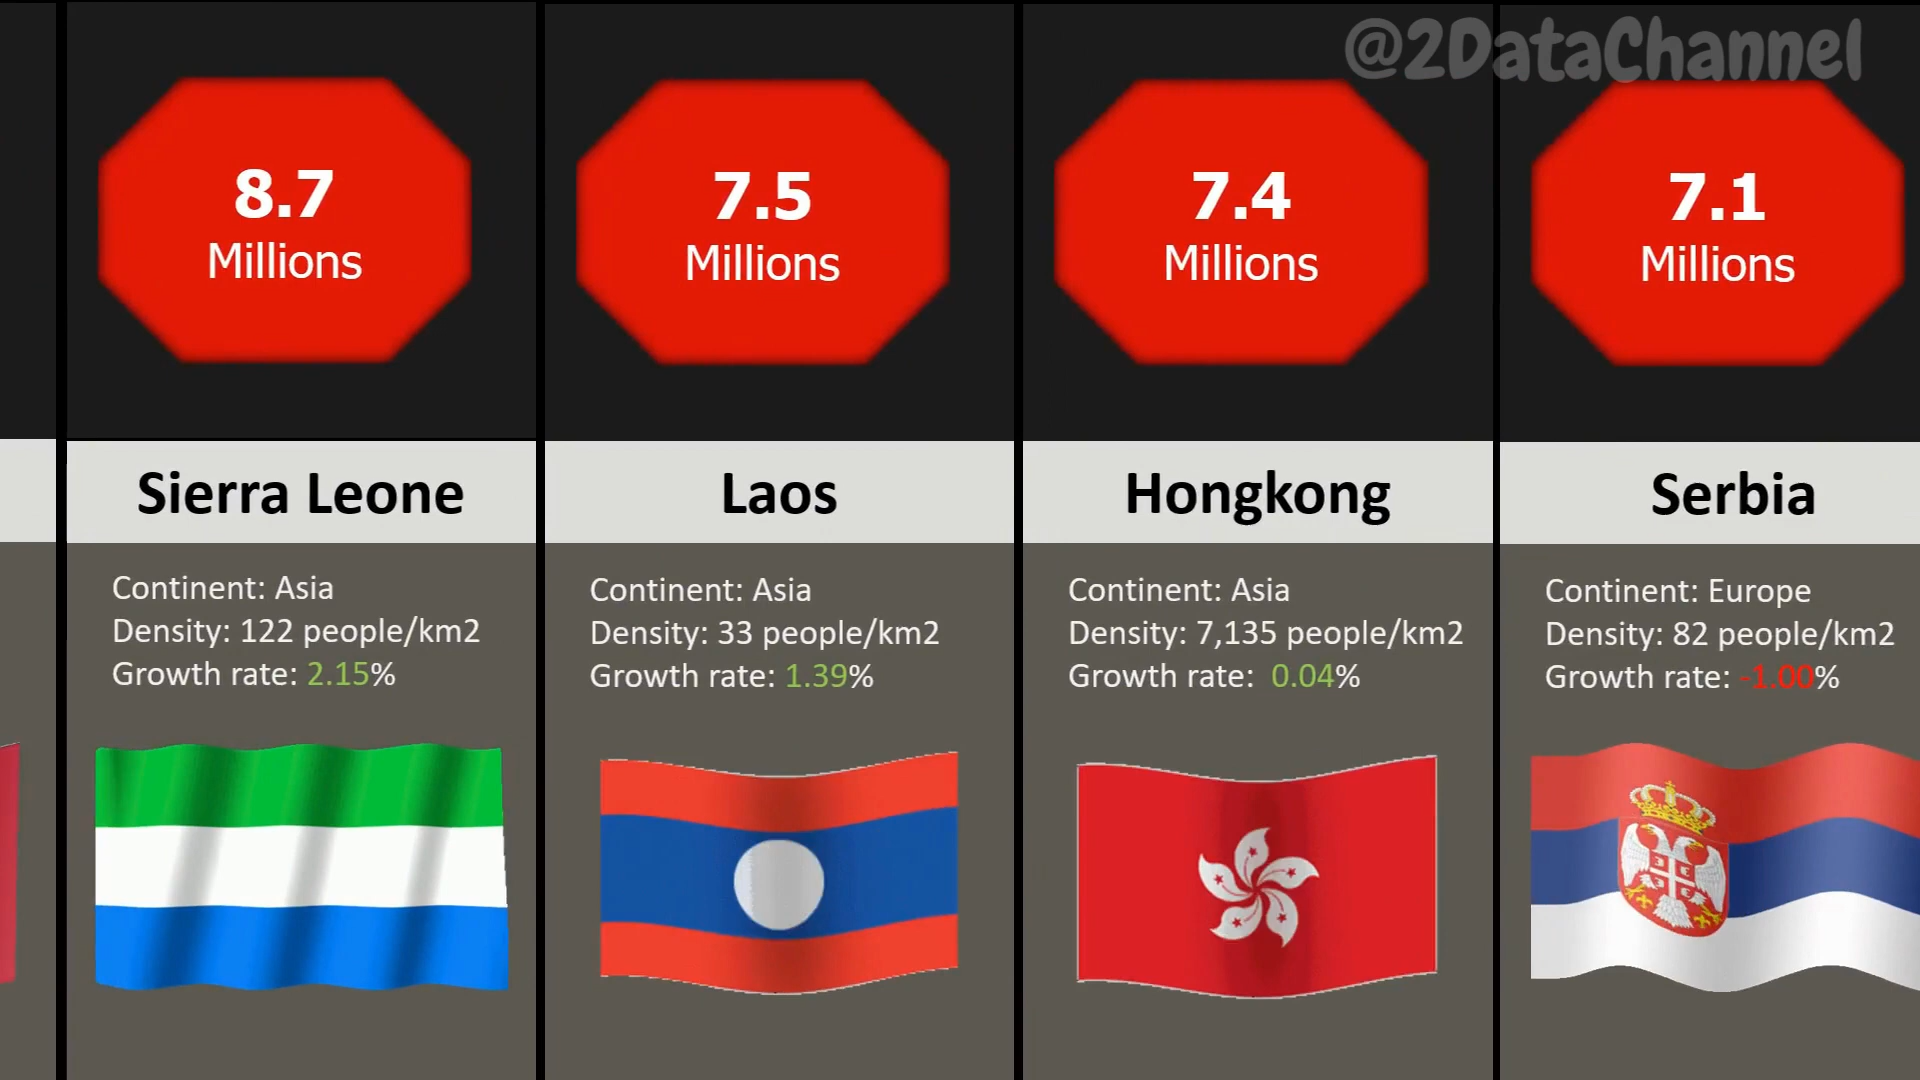 @2DataChannel
8.7
Millions
Sierra Leone
Continent: Asia
Density: 122 people/km2
Growth rate: 2.15%
7.5
Millions
Laos
Continent: Asia
Density: 33 people/km2
Growth rate: 1.39%
7.4
Millions
Hongkong
Continent: Asia
Density: 7,135 people/km2
Growth rate: 0.04%
7.1
Millions
Serbia
Continent: Europe
Density: 82 people/km2
Growth rate: -1.00%